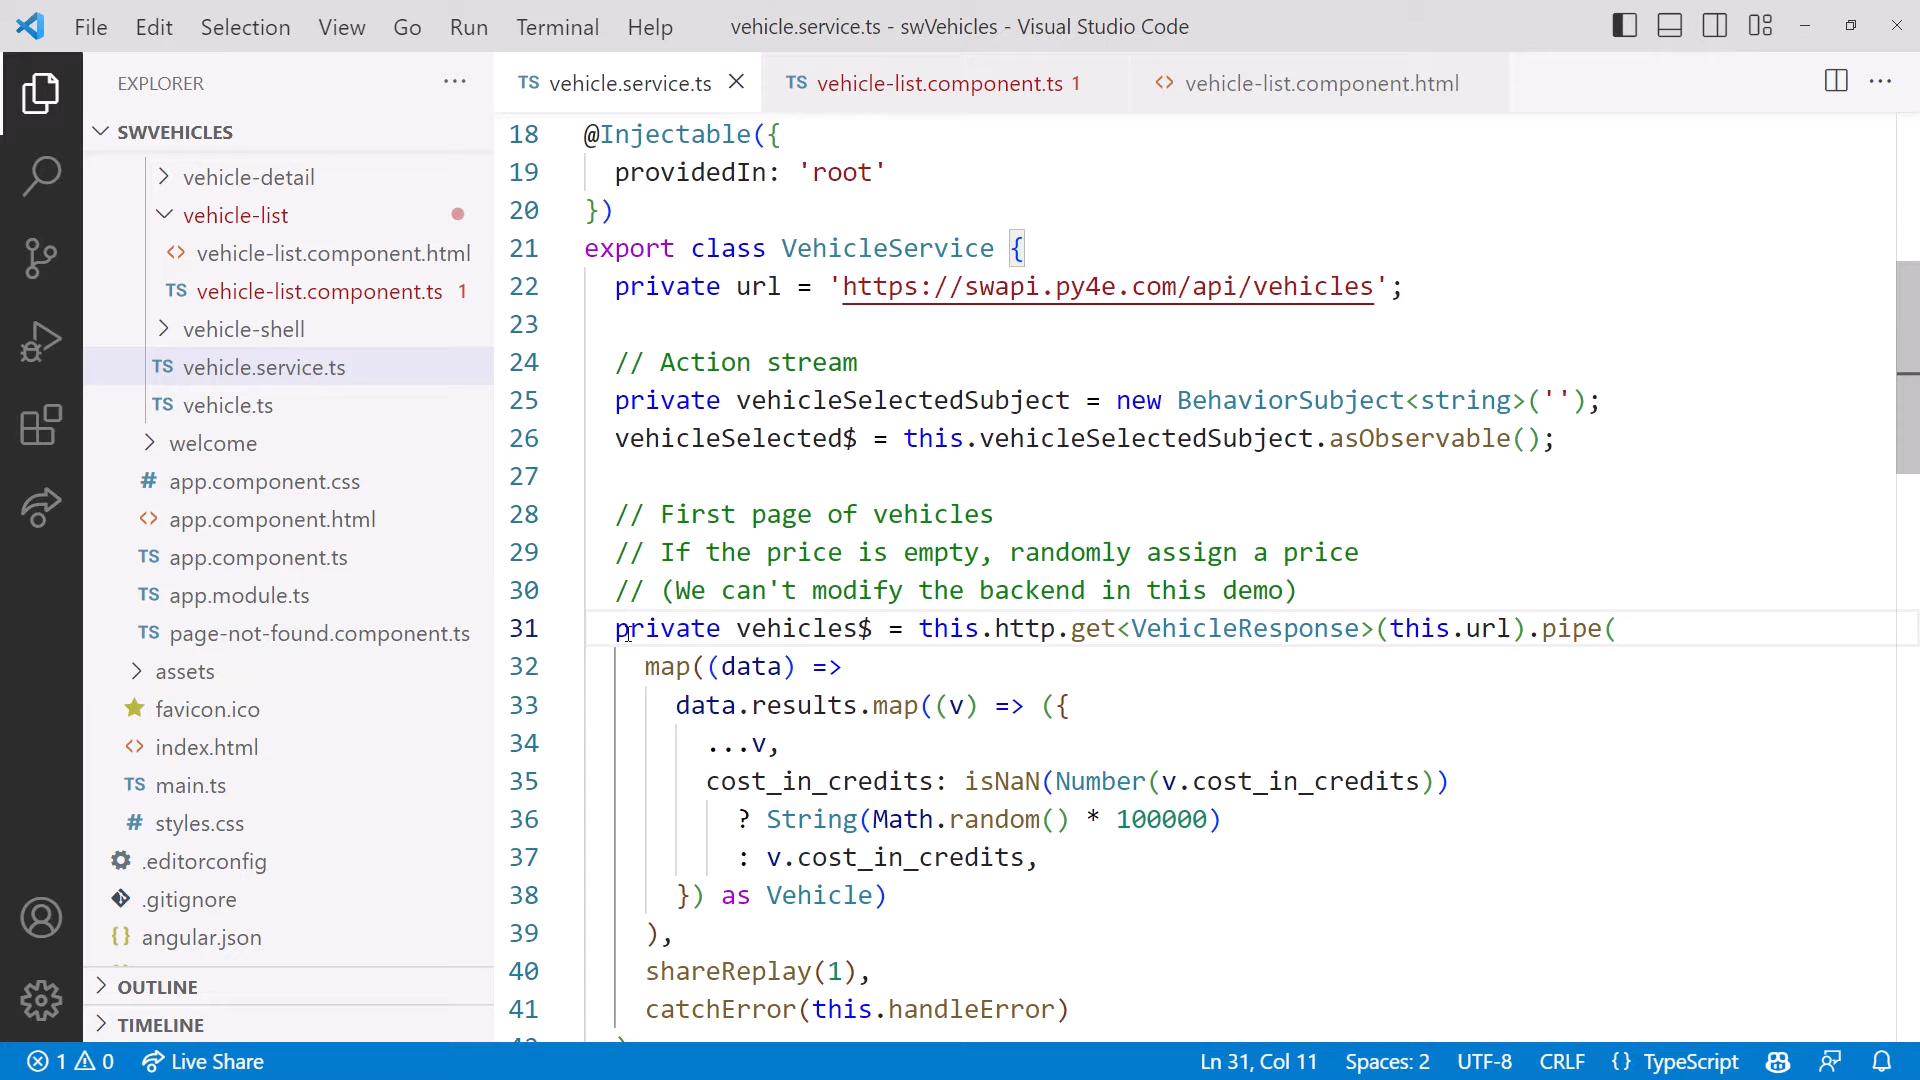 File Edit Selection View Go Run Terminal Help
vehicle.service.ts - swVehicles - Visual Studio Code
EXPLORER
SWVEHICLES
vehicle-detail
vehicle-list
<> vehicle-list.component.html
TS vehicle-list.component.ts 1
vehicle-shell
TS vehicle.service.ts
TS vehicle.ts
welcome
# app.component.css
<> app.component.html
TS app.component.ts
TS app.module.ts
TS page-not-found.component.ts
assets
favicon.ico
<> index.html
TS main.ts
# styles.css
.editorconfig
.gitignore
{} angular.json
OUTLINE
TIMELINE
TS vehicle.service.ts
TS vehicle-list.component.ts 1
<> vehicle-list.component.html
18 @Injectable({
19 providedIn: 'root'
20 })
21 export class VehicleService {
22 private url = 'https://swapi.py4e.com/api/vehicles';
23
24 // Action stream
25 private vehicleSelectedSubject = new BehaviorSubject<string>('');
26 vehicleSelected$ = this.vehicleSelectedSubject.asObservable();
27
28 // First page of vehicles
29 // If the price is empty, randomly assign a price
30 // (We can't modify the backend in this demo)
31 private vehicles$ = this.http.get<VehicleResponse>(this.url).pipe(
32 map((data) =>
33 data.results.map((v) => ({
34 ...v,
35 cost_in_credits: isNaN(Number(v.cost_in_credits))
36 ? String(Math.random() * 100000)
37 : v.cost_in_credits,
38 }) as Vehicle)
39 ),
40 shareReplay(1),
41 catchError(this.handleError)
1 0 Live Share
Ln 31, Col 11 Spaces: 2 UTF-8 CRLF {} TypeScript